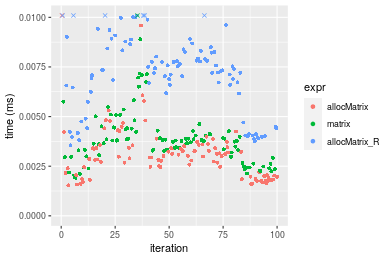 0.0100
0.0075
0.0050
0.0025
0.0000
time (ms)
0
25
50
75
100
iteration
expr
allocMatrix
matrix
allocMatrix_R